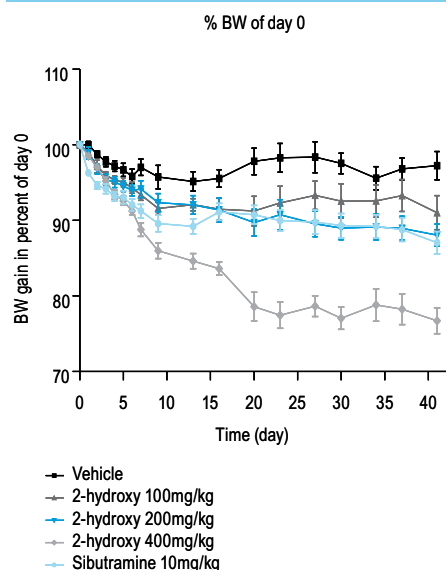 % BW of day 0
BW gain in percent of day 0
110
100
90
80
70
0 5 10 15 20 25 30 35 40
Time (day)
Vehicle
2-hydroxy 100mg/kg
2-hydroxy 200mg/kg
2-hydroxy 400mg/kg
Sibutramine 10mg/kg